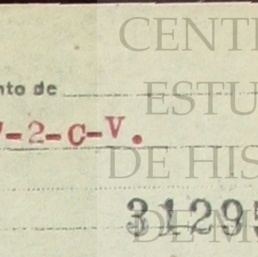 CENT
nto de
ESTU
-2-C-V.
DE HIS
31295
DE M